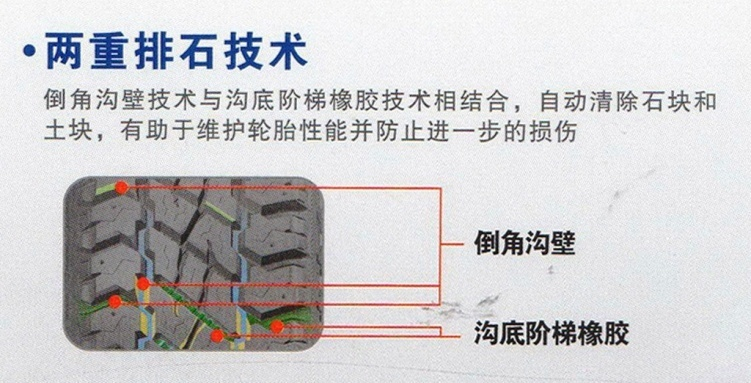 •两重排石技术
倒角沟壁技术与沟底阶梯橡胶技术相结合，自动清除石块和
土块，有助于维护轮胎性能并防止进一步的损伤
倒角沟壁
沟底阶梯橡胶